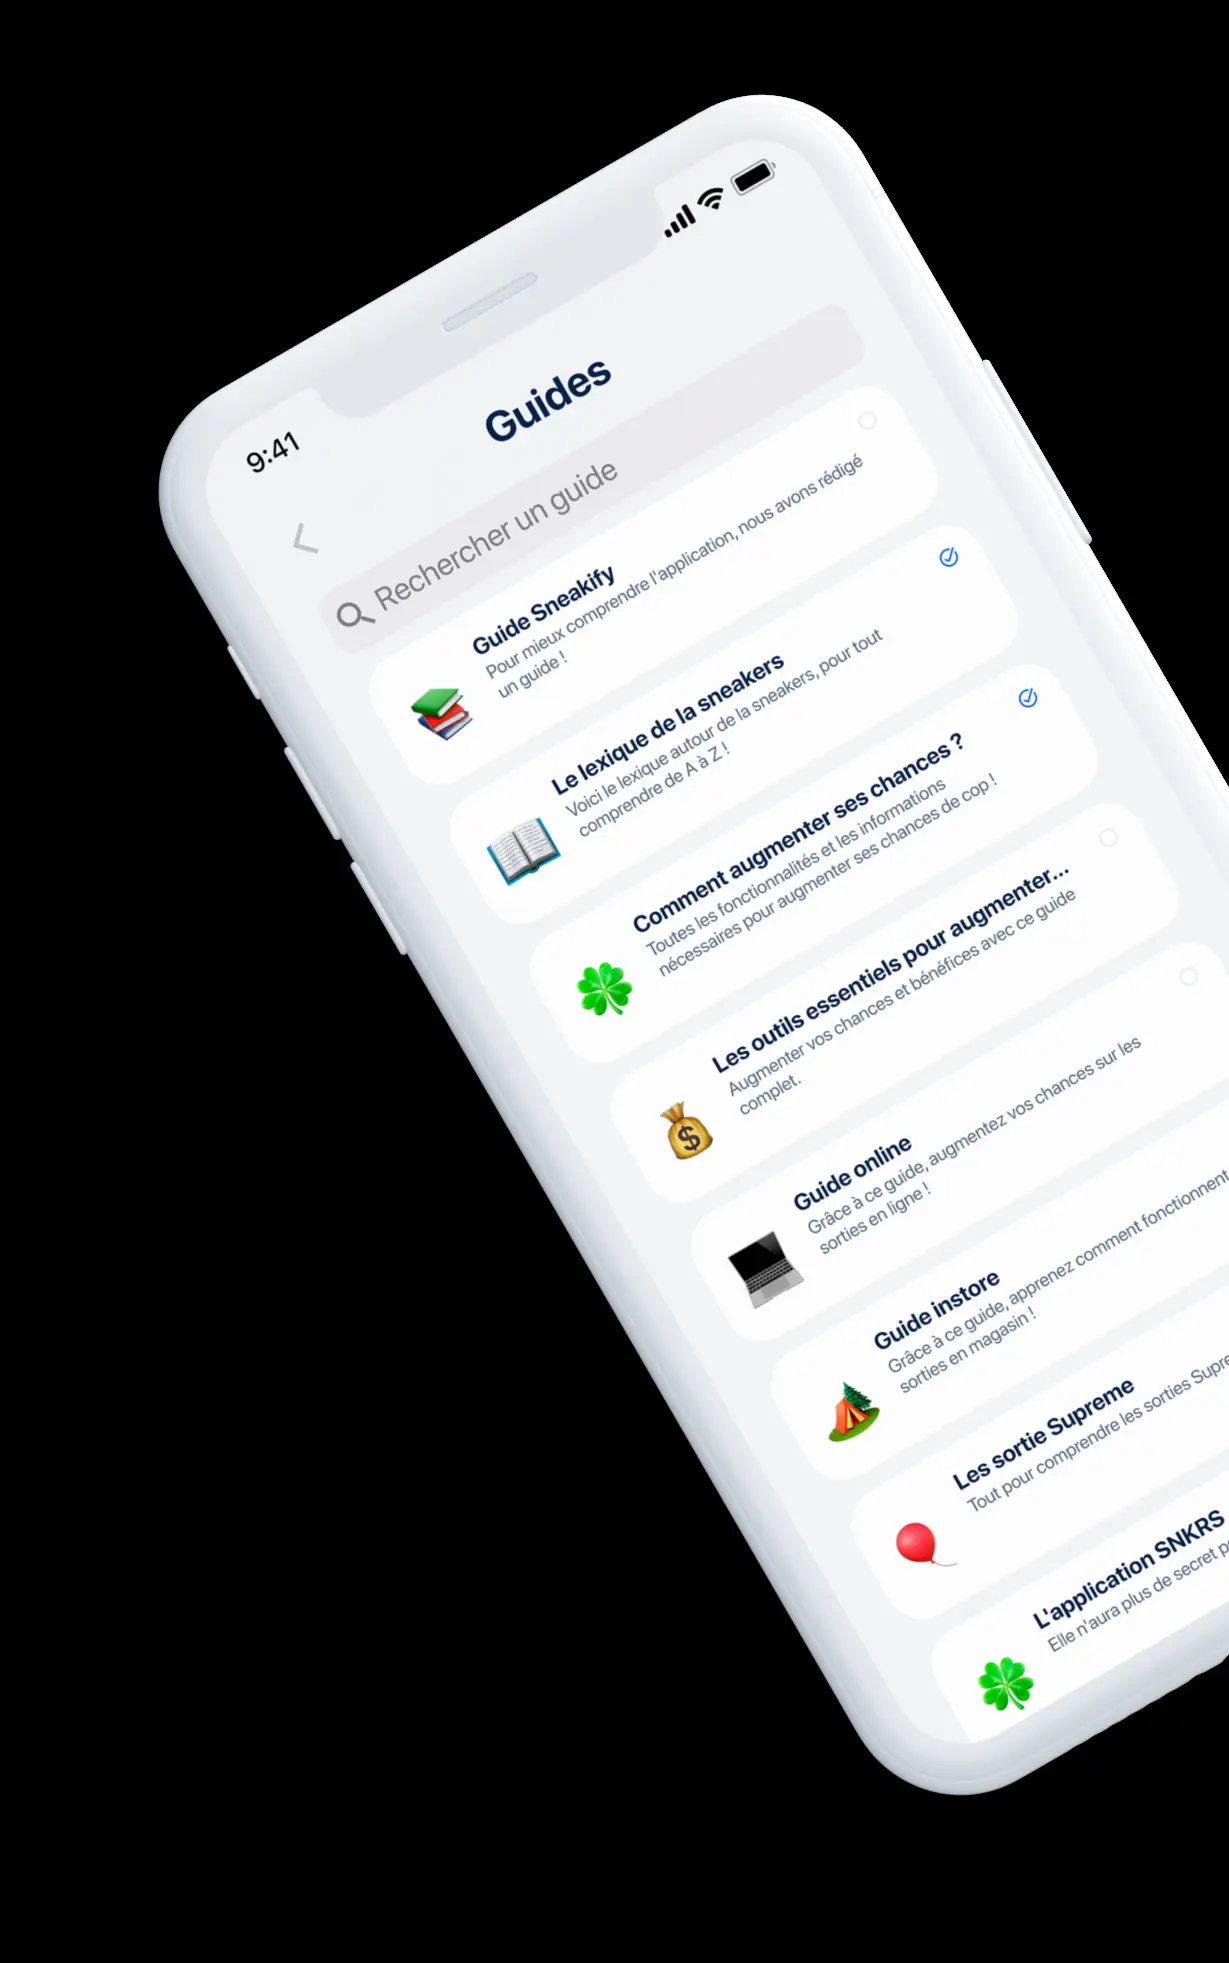 9:41
Guides
Rechercher un guide
Guide Sneakify
Pour mieux comprendre l'application, nous avons rédigé
un guide !
Le lexique de la sneakers
Voici le lexique autour de la sneakers, pour tout
comprendre de A à Z !
Comment augmenter ses chances ?
Toutes les fonctionnalités et les informations
nécessaires pour augmenter ses chances de cop !
Les outils essentiels pour augmenter...
Augmenter vos chances et bénéfices avec ce guide
complet.
Guide online
Grâce à ce guide, augmentez vos chances sur les
sorties en ligne !
Guide instore
Grâce à ce guide, apprenez comment fonctionnent
sorties en magasin !
Les sortie Supreme
Tout pour comprendre les sorties
L'application SNKRS
Elle n'aura plus de secret